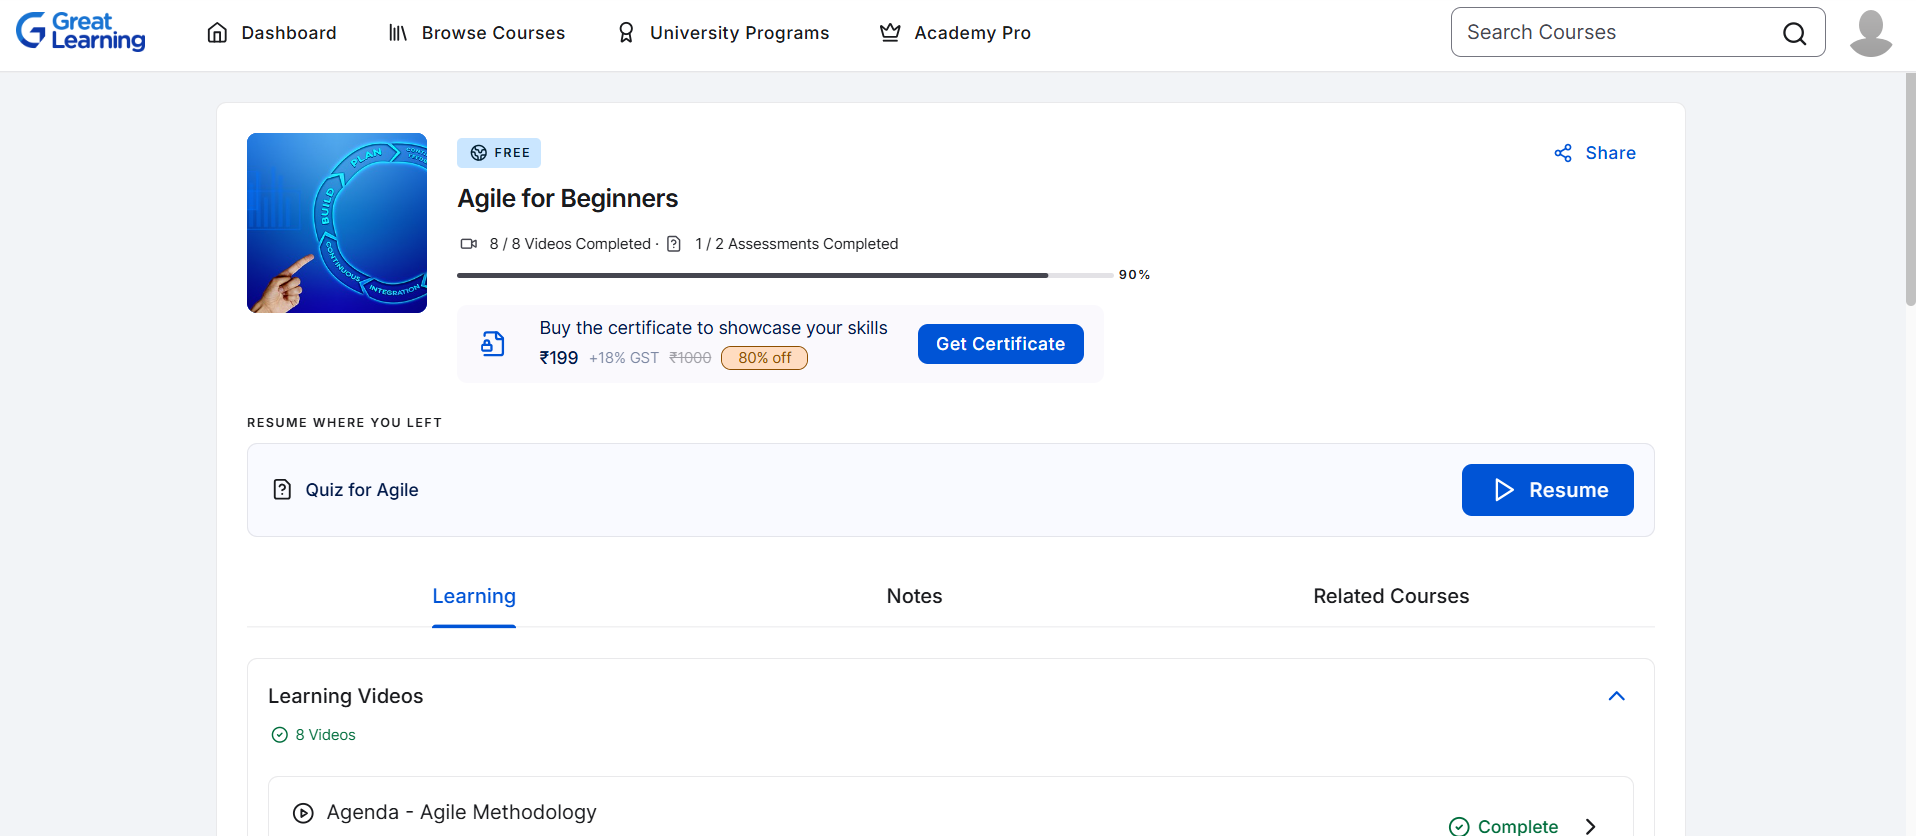 Great Learning
Dashboard
Browse Courses
University Programs
Academy Pro
Search Courses
PLAN
BUILD
CONTINUOUS
INTEGRATION
FREE
Share
Agile for Beginners
8 / 8 Videos Completed · 1 / 2 Assessments Completed
90%
Buy the certificate to showcase your skills
₹199 +18% GST ₹1000 80% off
Get Certificate
RESUME WHERE YOU LEFT
Quiz for Agile
Resume
Learning
Notes
Related Courses
Learning Videos
8 Videos
Agenda - Agile Methodology
Complete